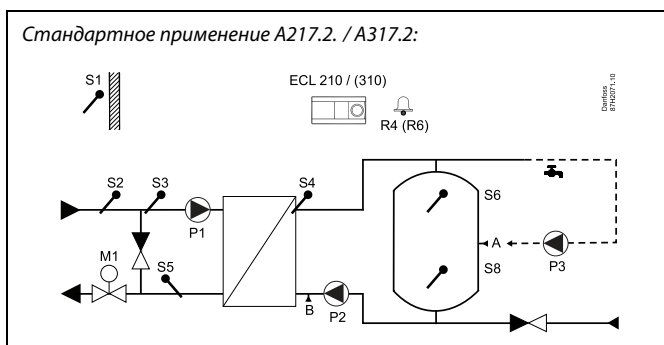 Стандартное применение A217.2. / A317.2:
S1
ECL 210 / (310)
R4 (R6)
Danfoss
87H2071.10
S2
S3
S4
S6
P1
A
P3
M1
S5
S8
B
P2